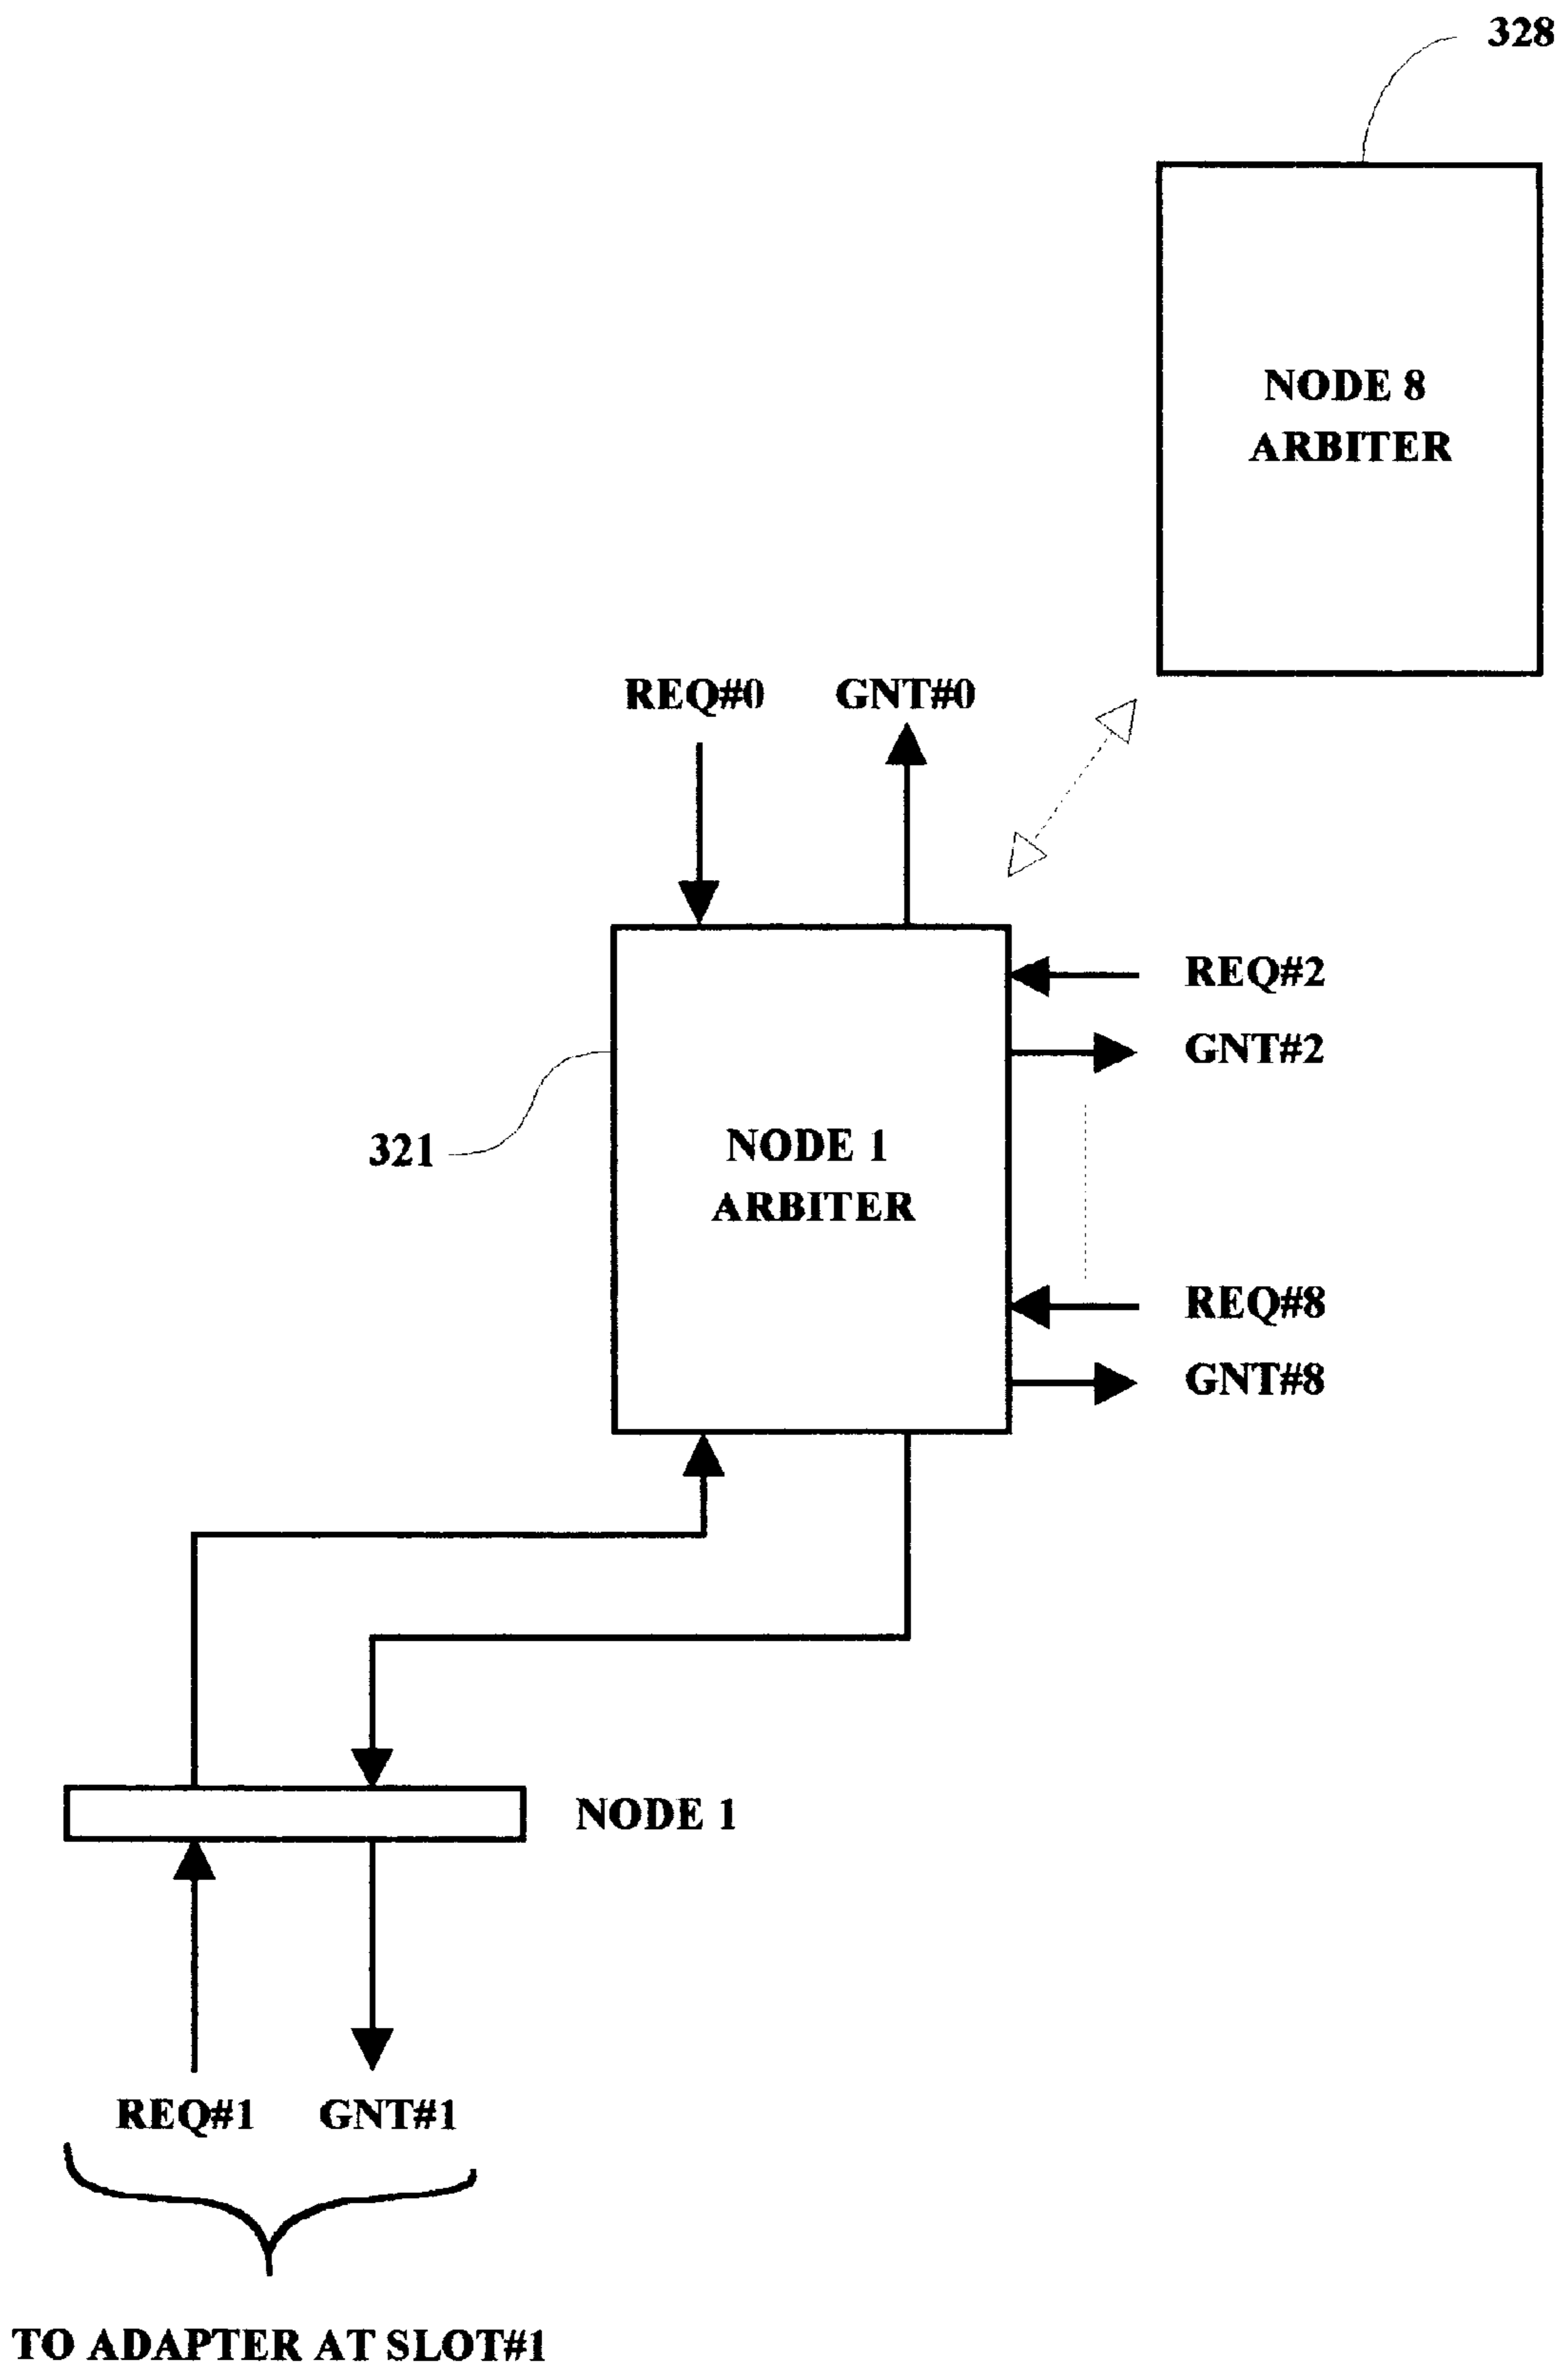 328
NODE 8
ARBITER
REQ#0 GNT#0
REQ#2
GNT#2
321
NODE 1
ARBITER
REQ#8
GNT#8
NODE 1
REQ#1 GNT#1
TO ADAPTER AT SLOT#1